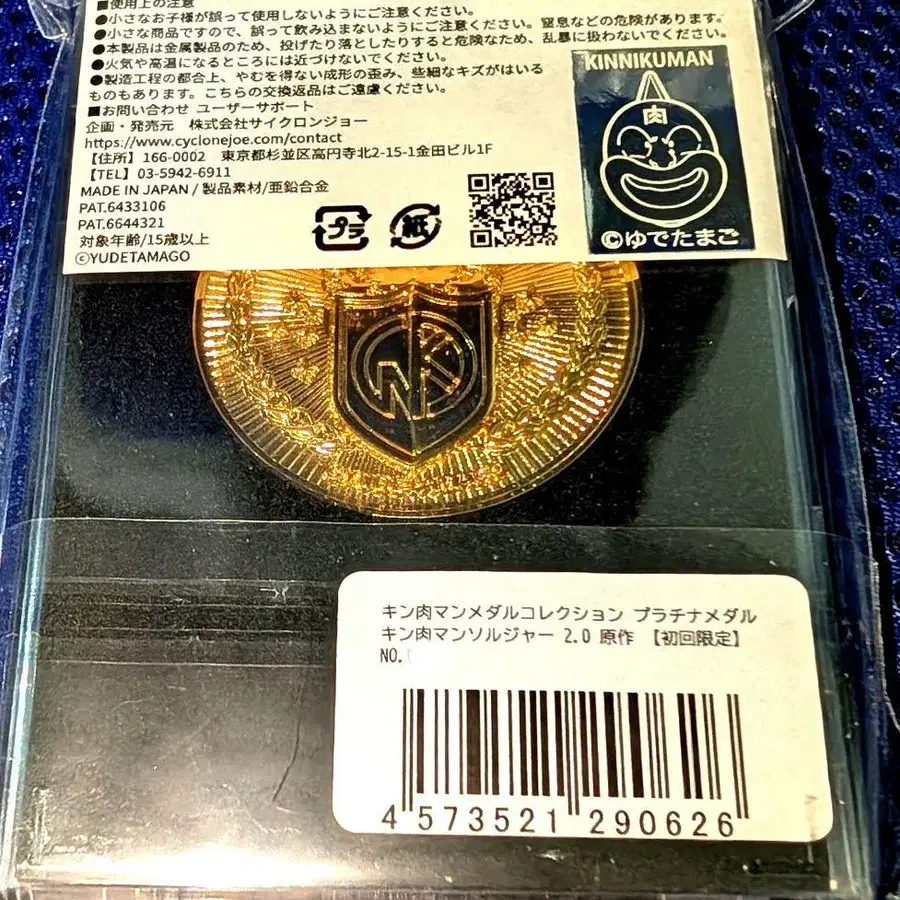 ■使用上の注意
●小さなお子様が誤って使用しないようにご注意ください。
●小さな商品ですので、誤って飲み込まないようにご注意ください。窒息などの危険があります。
●本製品は金属製品のため、投げたり落としたりすると危険なため、乱暴に扱わないでください。
●火気や高温になるところには近づけないでください。
●製造工程の都合上、やむを得ない成形の歪み、些細なキズがはいる
ものもあります。こちらの交換返品はご遠慮ください。
■お問い合わせ ユーザーサポート
企画・発売元 株式会社サイクロンジョー
https://www.cyclonejoe.com/contact
【住所】166-0002 東京都杉並区高円寺北2-15-1金田ビル1F
【TEL】03-5942-6911
MADE IN JAPAN / 製品素材/亜鉛合金
PAT.6433106
PAT.6644321
対象年齢/15歳以上
©YUDETAMAGO
プラ
紙
KINNIKUMAN
肉
©ゆでたまご
キン肉マンメダルコレクション プラチナメダル
キン肉マンソルジャー 2.0 原作 【初回限定】
NO.
4 573521 290626